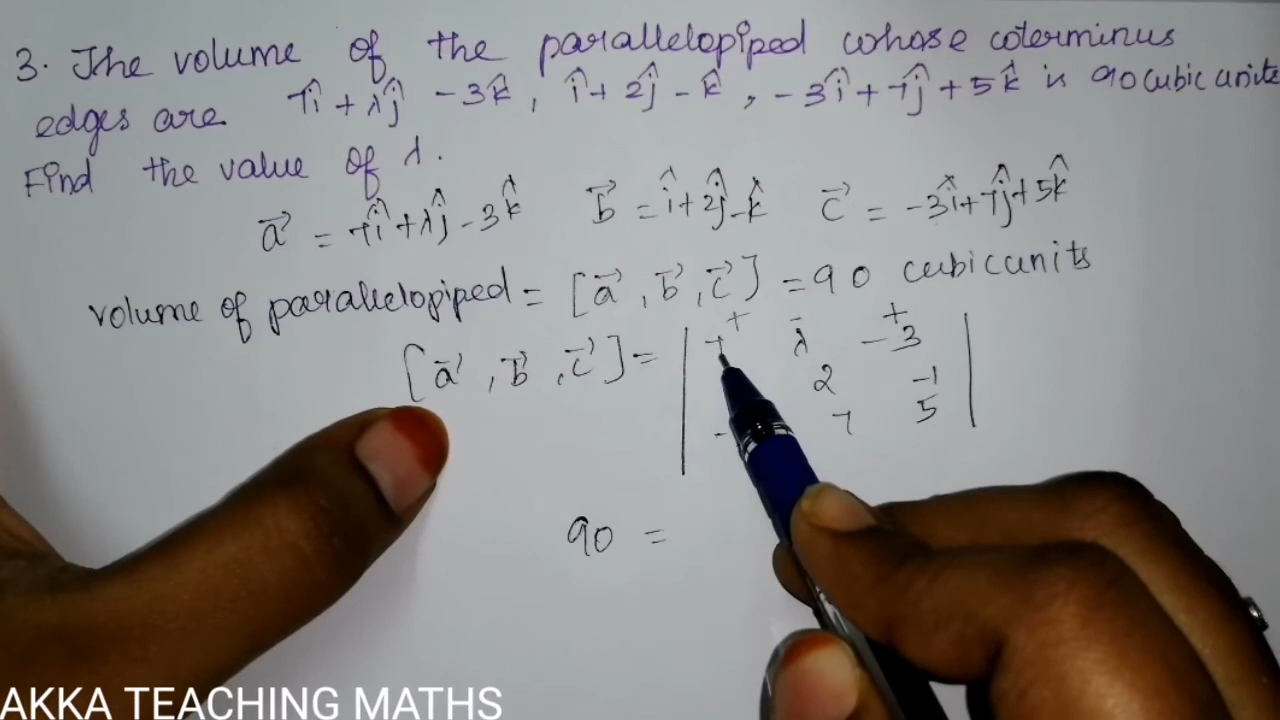 3. The volume of the parallelopiped whose coterminus
edges are 7î + λĵ - 3k̂, î + 2ĵ - k̂, -3î + 7ĵ + 5k̂ is 90 cubic units
Find the value of λ.
a⃗ = 7î + λĵ - 3k̂ b⃗ = î + 2ĵ - k̂ c⃗ = -3î + 7ĵ + 5k̂
volume of parallelopiped = [a⃗, b⃗, c⃗] = 90 cubic units
+ - +
[a⃗, b⃗, c⃗] = | 7 λ -3 |
2 -1
- 7 5
90 =
AKKA TEACHING MATHS